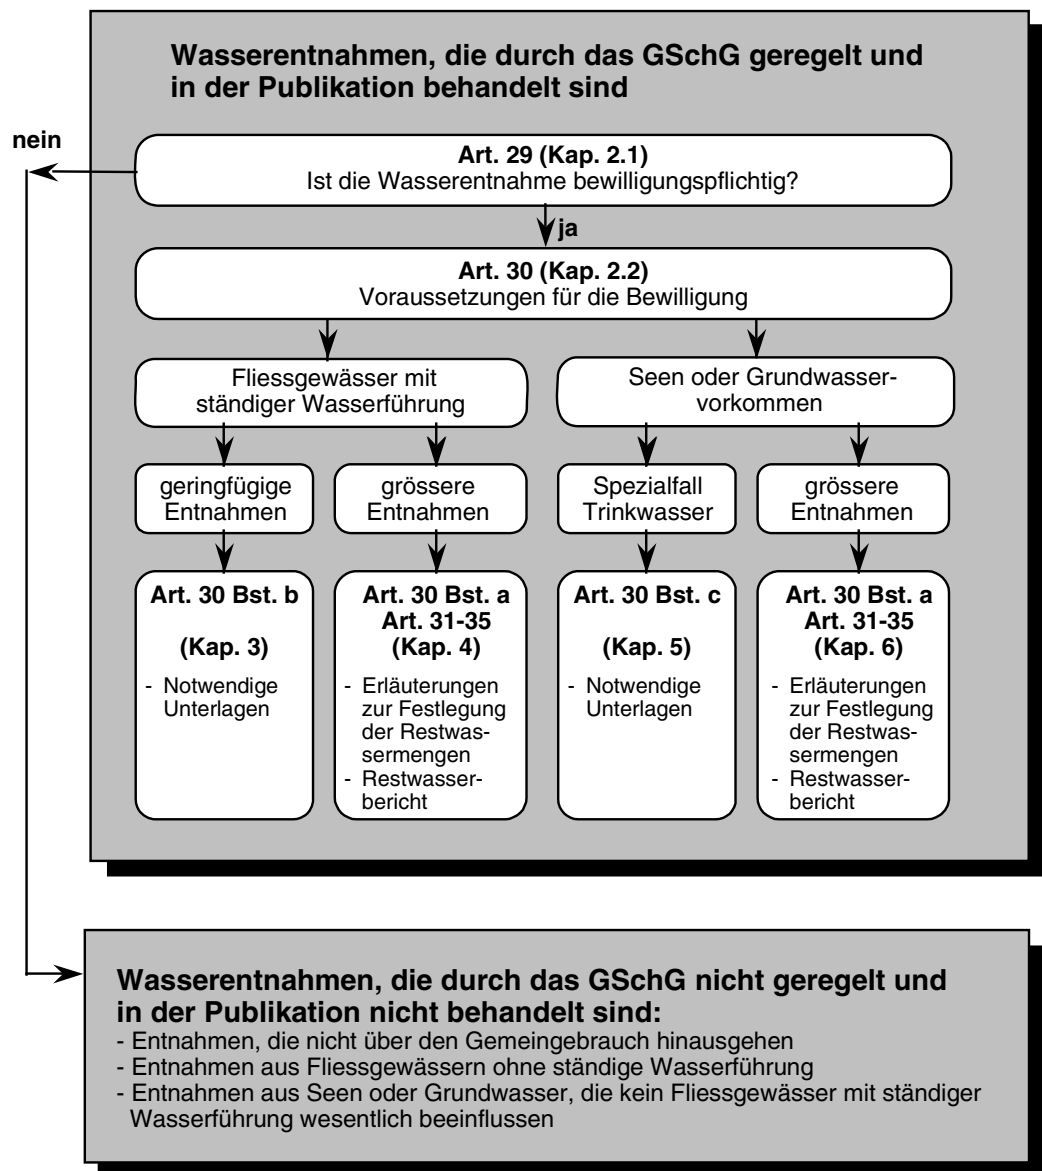 Wasserentnahmen, die durch das GSchG geregelt und
in der Publikation behandelt sind
nein
Art. 29 (Kap. 2.1)
Ist die Wasserentnahme bewilligungspflichtig?
ja
Art. 30 (Kap. 2.2)
Voraussetzungen für die Bewilligung
Fliessgewässer mit
ständiger Wasserführung
Seen oder Grundwasser-
vorkommen
geringfügige
Entnahmen
grössere
Entnahmen
Spezialfall
Trinkwasser
grössere
Entnahmen
Art. 30 Bst. b
(Kap. 3)
- Notwendige
Unterlagen
Art. 30 Bst. a
Art. 31-35
(Kap. 4)
- Erläuterungen
zur Festlegung
der Restwas-
sermengen
- Restwasser-
bericht
Art. 30 Bst. c
(Kap. 5)
- Notwendige
Unterlagen
Art. 30 Bst. a
Art. 31-35
(Kap. 6)
- Erläuterungen
zur Festlegung
der Restwas-
sermengen
- Restwasser-
bericht
Wasserentnahmen, die durch das GSchG nicht geregelt und
in der Publikation nicht behandelt sind:
- Entnahmen, die nicht über den Gemeingebrauch hinausgehen
- Entnahmen aus Fliessgewässern ohne ständige Wasserführung
- Entnahmen aus Seen oder Grundwasser, die kein Fliessgewässer mit ständiger
Wasserführung wesentlich beeinflussen